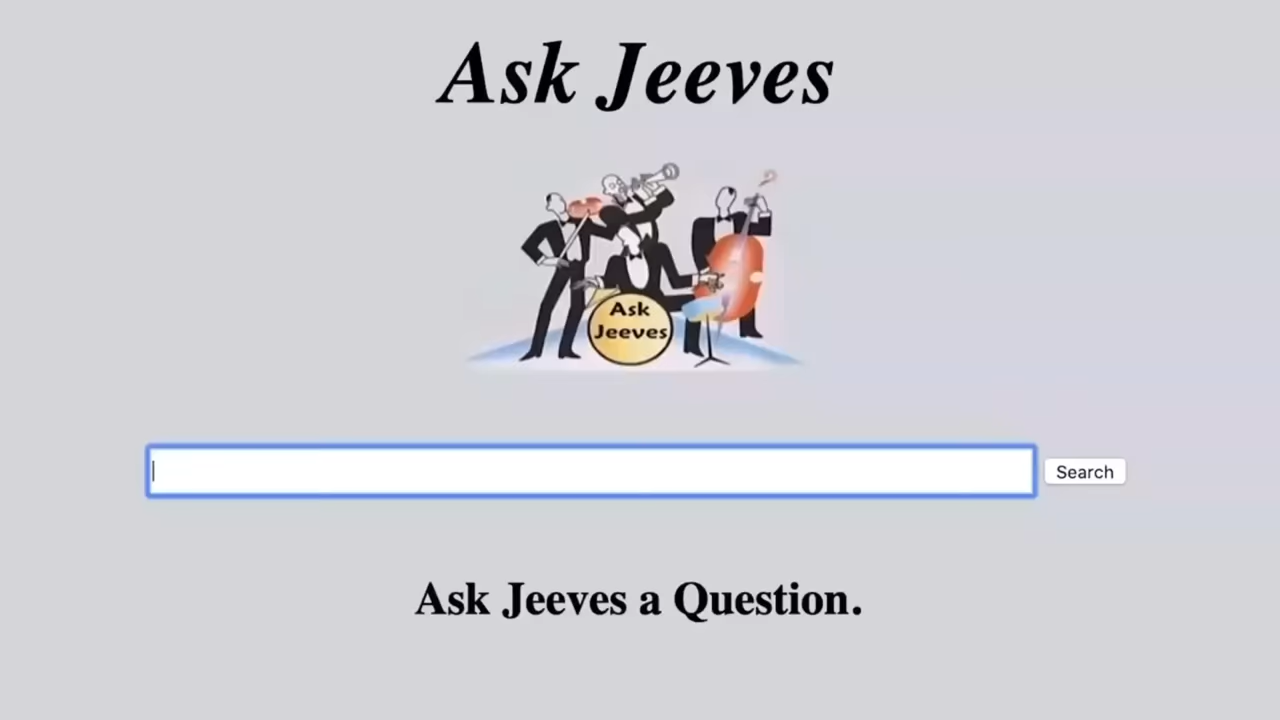 Ask Jeeves
Ask
Jeeves
Search
Ask Jeeves a Question.